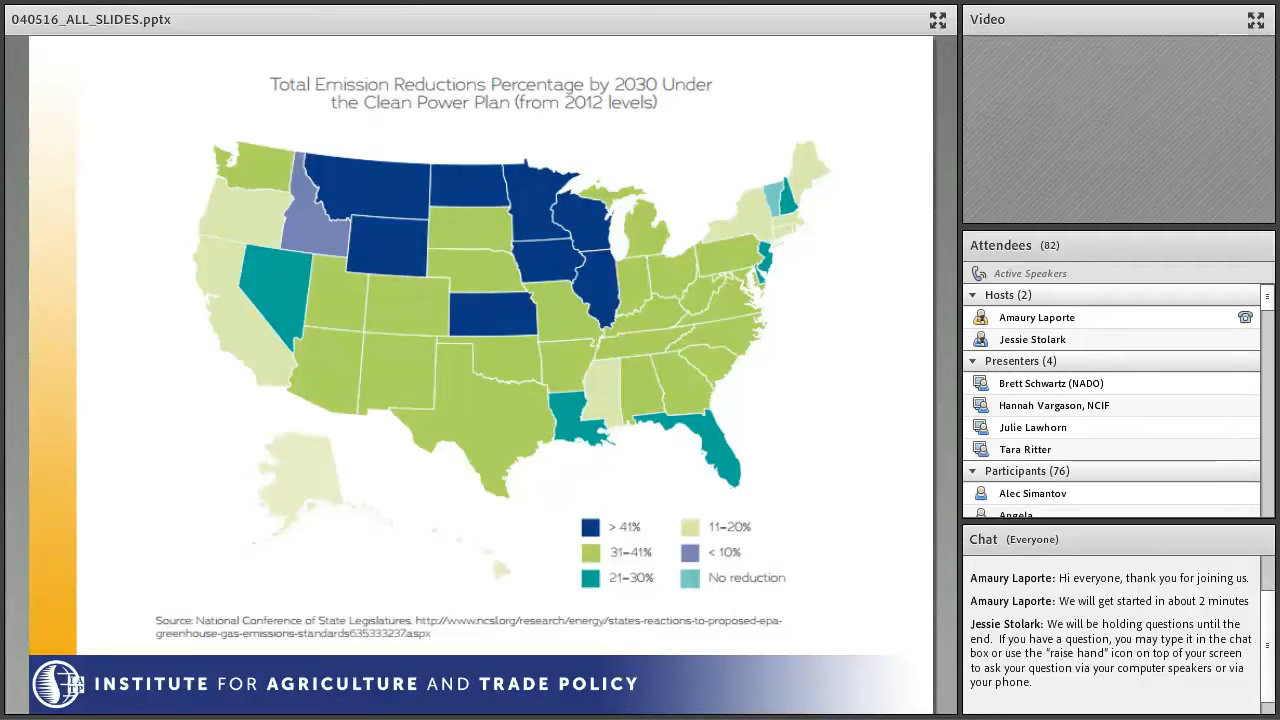 040516_ALL_SLIDES.pptx
Total Emission Reductions Percentage by 2030 Under
the Clean Power Plan (from 2012 levels)
> 41%
11–20%
31–41%
< 10%
21–30%
No reduction
Source: National Conference of State Legislatures. http://www.ncsl.org/research/energy/states-reactions-to-proposed-epa-
greenhouse-gas-emissions-standards635333237.aspx
IATP
INSTITUTE FOR AGRICULTURE AND TRADE POLICY
Video
Attendees (82)
Active Speakers
Hosts (2)
Amaury Laporte
Jessie Stolark
Presenters (4)
Brett Schwartz (NADO)
Hannah Vargason, NCIF
Julie Lawhorn
Tara Ritter
Participants (76)
Alec Simantov
Angela
Chat (Everyone)
Amaury Laporte: Hi everyone, thank you for joining us.
Amaury Laporte: We will get started in about 2 minutes
Jessie Stolark: We will be holding questions until the
end. If you have a question, you may type it in the chat
box or use the "raise hand" icon on top of your screen
to ask your question via your computer speakers or via
your phone.